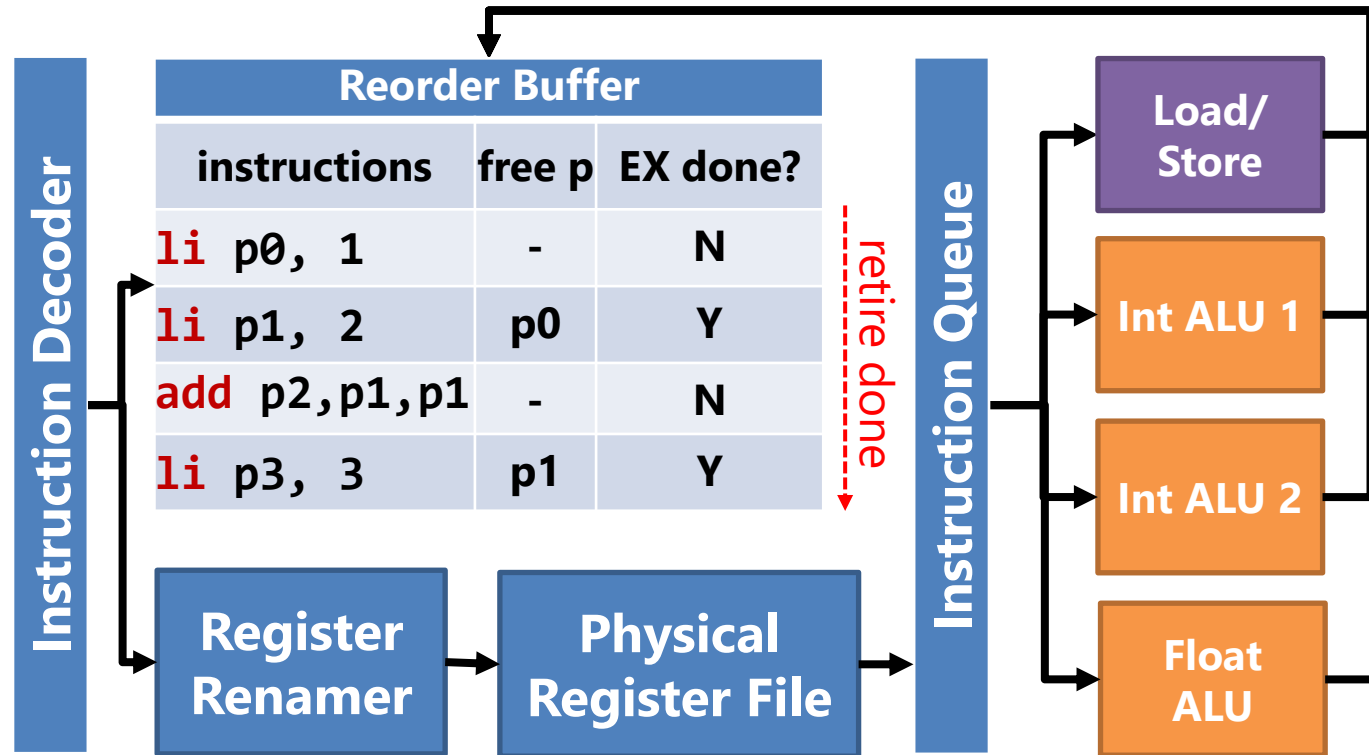 Instruction Decoder
Reorder Buffer
instructions free p EX done?
li p0, 1 - N
li p1, 2 p0 Y
add p2,p1,p1 - N
li p3, 3 p1 Y
retire done
Register
Renamer
Physical
Register File
Instruction Queue
Load/
Store
Int ALU 1
Int ALU 2
Float
ALU